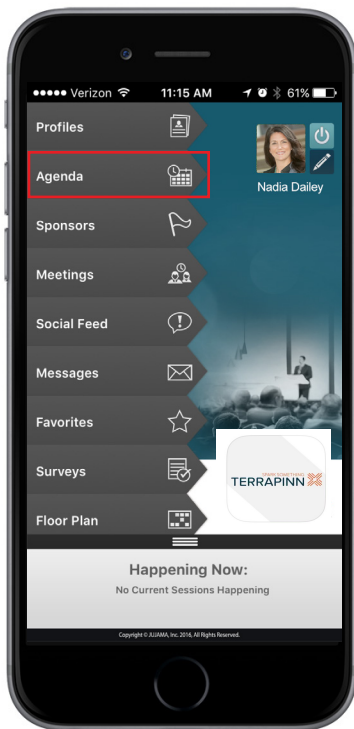 ●●●●● Verizon 11:15 AM 61%
Profiles
Agenda
Nadia Dailey
Sponsors
Meetings
Social Feed
Messages
Favorites
Surveys
TERRAPINN
Floor Plan
Happening Now:
No Current Sessions Happening
Copyright © JUJAMA, Inc. 2016, All Rights Reserved.